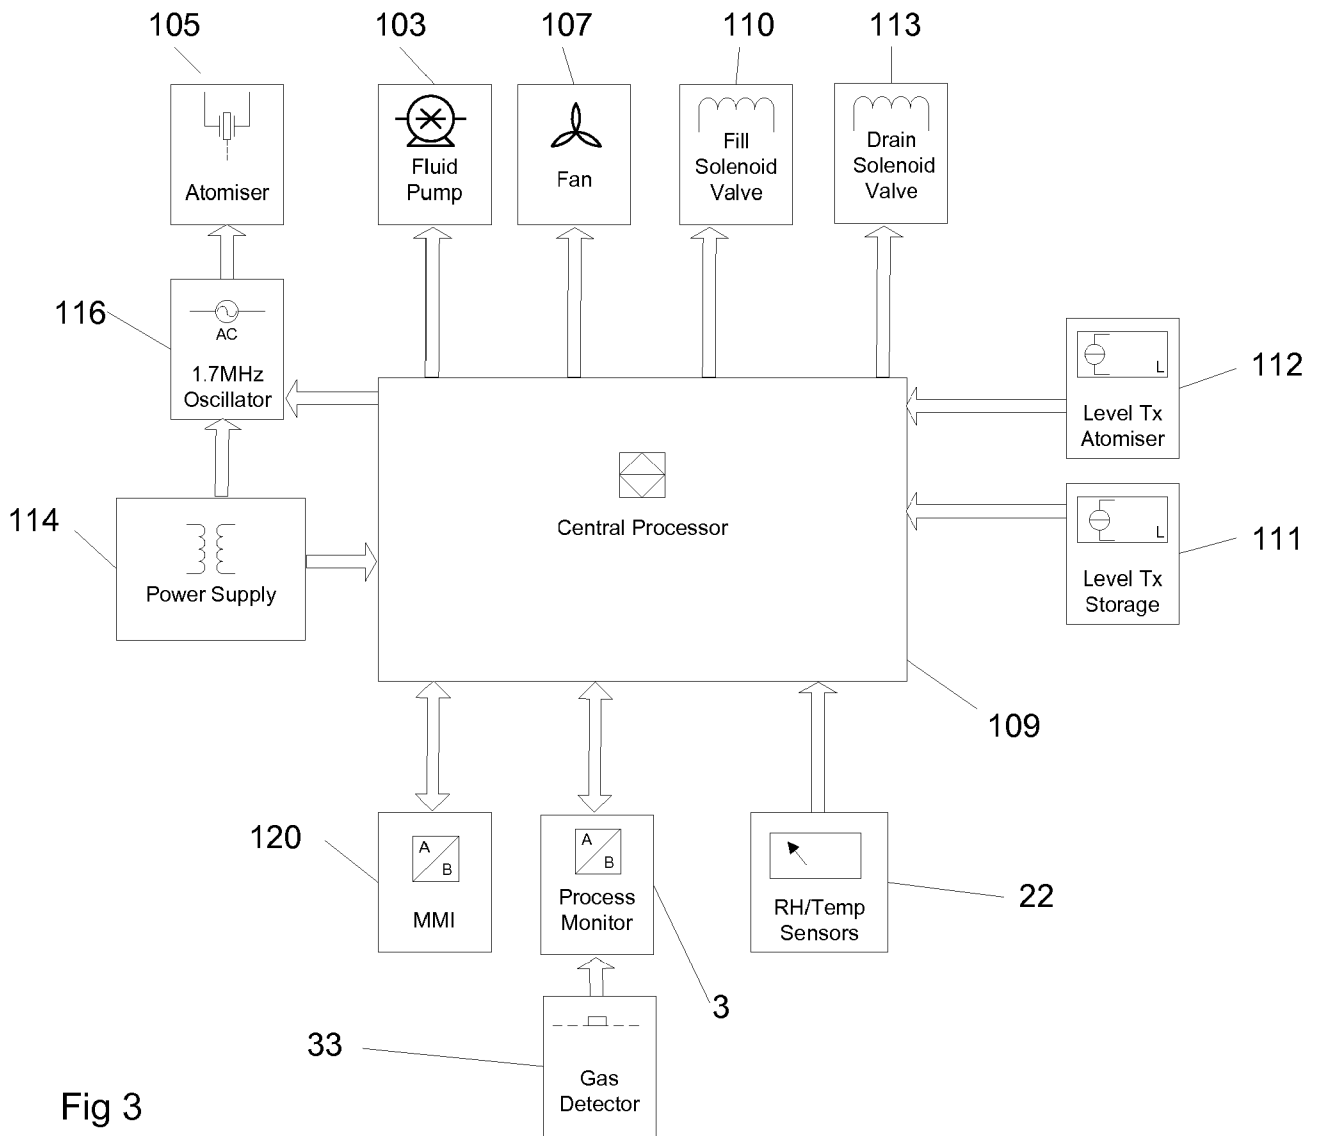 105
103
107
110
113
Atomiser
Fluid
Pump
Fan
Fill
Solenoid
Valve
Drain
Solenoid
Valve
116
AC
1.7MHz
Oscillator
L
Level Tx
Atomiser
112
114
Power Supply
Central Processor
L
Level Tx
Storage
111
109
120
A
B
MMI
A
B
Process
Monitor
RH/Temp
Sensors
22
3
33
Gas
Detector
Fig 3